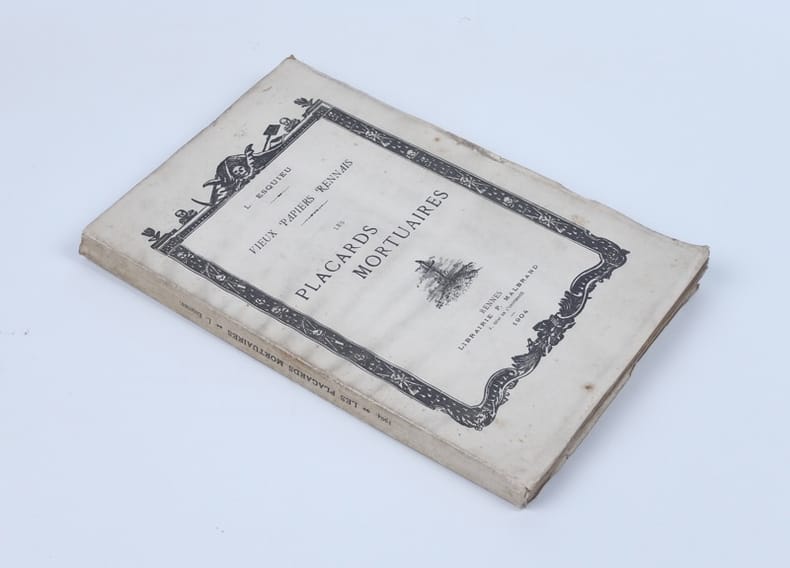 L. ESQUIEU
VIEUX PAPIERS RENNAIS
LES
PLACARDS
MORTUAIRES
RENNES
LIBRAIRIE P. MALBRAND
1904
1904. LES PLACARDS MORTUAIRES L. ESQUIEU.